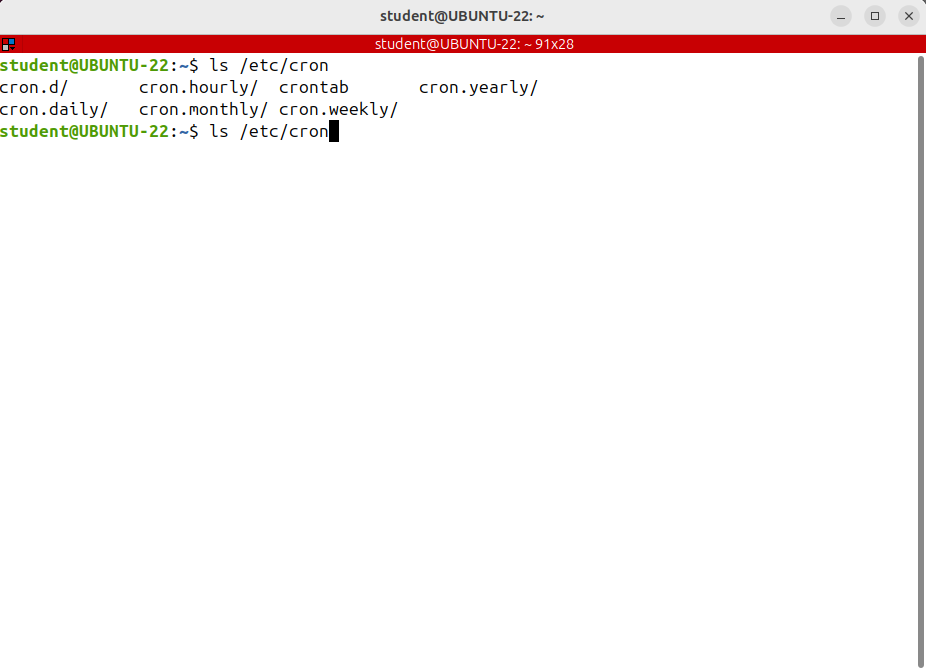 student@UBUNTU-22: ~
student@UBUNTU-22: ~ 91x28
student@UBUNTU-22:~$ ls /etc/cron
cron.d/       cron.hourly/  crontab       cron.yearly/
cron.daily/   cron.monthly/ cron.weekly/
student@UBUNTU-22:~$ ls /etc/cron